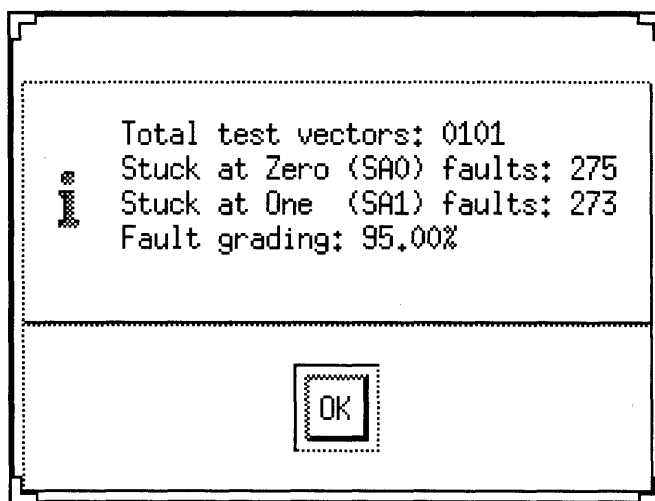 Total test vectors: 0101
Stuck at Zero (SA0) faults: 275
Stuck at One (SA1) faults: 273
Fault grading: 95.00%
i
OK